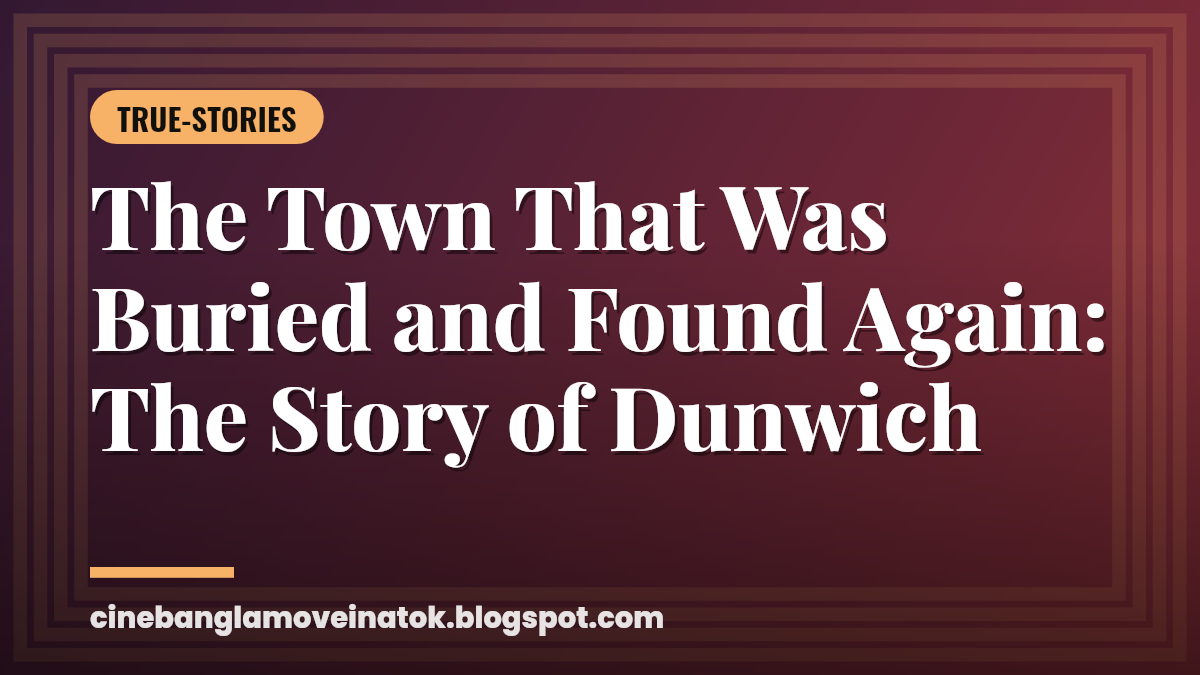 TRUE-STORIES
The Town That Was
Buried and Found Again:
The Story of Dunwich
cinebanglamoveinatok.blogspot.com